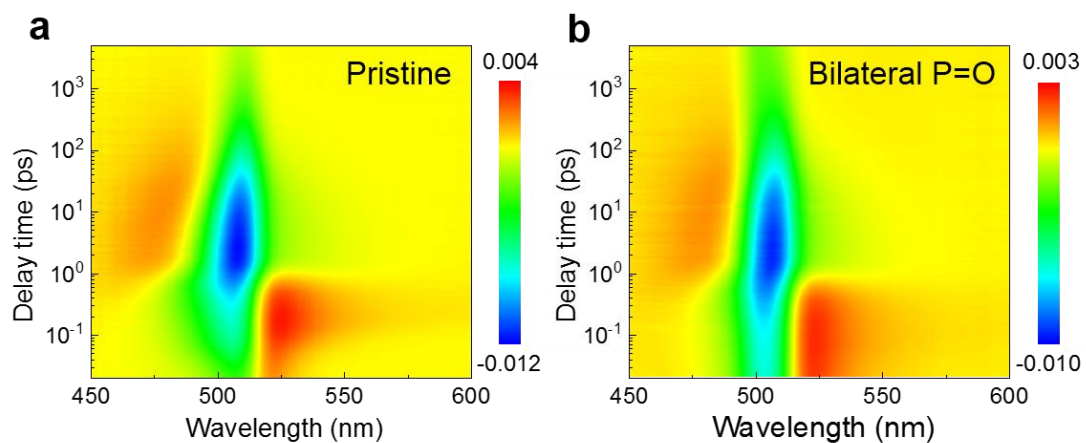 a
Pristine
0.004
-0.012
10³
10²
10¹
10⁰
10⁻¹
Delay time (ps)
450 500 550 600
Wavelength (nm)
b
Bilateral P=O
0.003
-0.010
10³
10²
10¹
10⁰
10⁻¹
Delay time (ps)
450 500 550 600
Wavelength (nm)